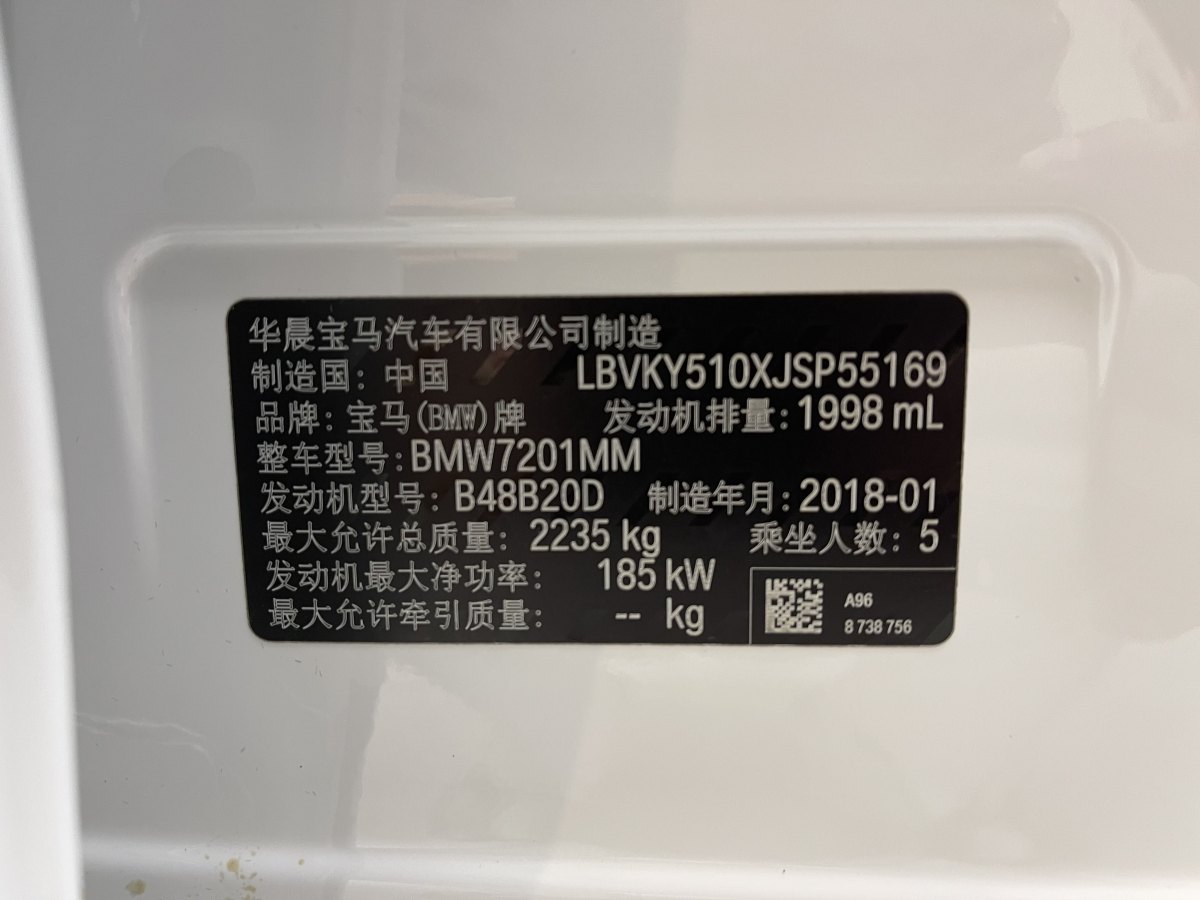 华晨宝马汽车有限公司制造
制造国：中国 LBVKY510XJSP55169
品牌：宝马(BMW)牌 发动机排量：1998 mL
整车型号：BMW7201MM
发动机型号：B48B20D 制造年月：2018-01
最大允许总质量：2235 kg 乘坐人数：5
发动机最大净功率：185 kW
最大允许牵引质量：-- kg
A96
8 738 756